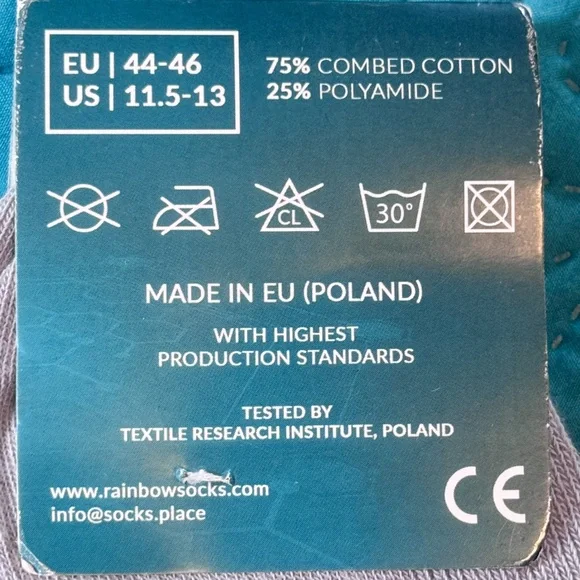 EU | 44-46
US | 11.5-13
75% COMBED COTTON
25% POLYAMIDE
CL
30°
MADE IN EU (POLAND)
WITH HIGHEST
PRODUCTION STANDARDS
TESTED BY
TEXTILE RESEARCH INSTITUTE, POLAND
www.rainbowsocks.com
info@socks.place
CE